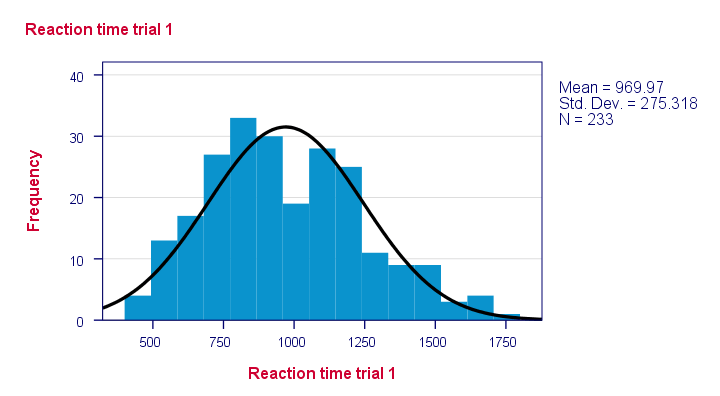 Reaction time trial 1
Mean = 969.97
Std. Dev. = 275.318
N = 233
40
30
20
10
0
Frequency
500 750 1000 1250 1500 1750
Reaction time trial 1